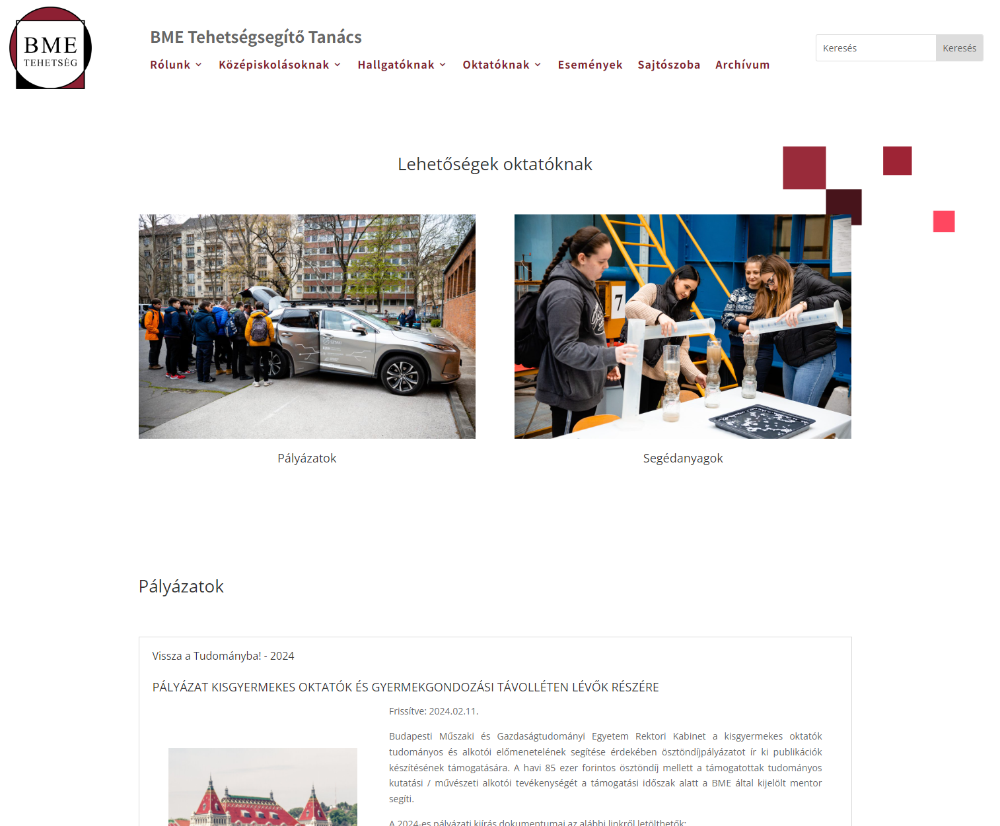 BME
TEHETSÉG
BME Tehetségsegítő Tanács
Rólunk Középiskolásoknak Hallgatóknak Oktatóknak Események Sajtószoba Archívum
Keresés Keresés
Lehetőségek oktatóknak
7
SZTAKI
Pályázatok Segédanyagok
Pályázatok
Vissza a Tudományba! - 2024
PÁLYÁZAT KISGYERMEKES OKTATÓK ÉS GYERMEKGONDOZÁSI TÁVOLLÉTEN LÉVŐK RÉSZÉRE
Frissítve: 2024.02.11.
Budapesti Műszaki és Gazdaságtudományi Egyetem Rektori Kabinet a kisgyermekes oktatók
tudományos és alkotói előmenetelének segítése érdekében ösztöndíjpályázatot ír ki publikációk
készítésének támogatására. A havi 85 ezer forintos ösztöndíj mellett a támogatottak tudományos
kutatási / művészeti alkotói tevékenységét a támogatási időszak alatt a BME által kijelölt mentor
segíti.
A 2024-es pályázati kiírás dokumentumai az alábbi linkről letölthetők: